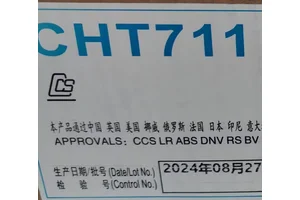 CHT711
CS
本产品通过中国 英国 美国 挪威 俄罗斯 法国 日本 印尼 意大
APPROVALS: CCS LR ABS DNV RS BV
生产日期/批号(Date/Lot No.) 2024年08月27
检 验 号(Control No.)